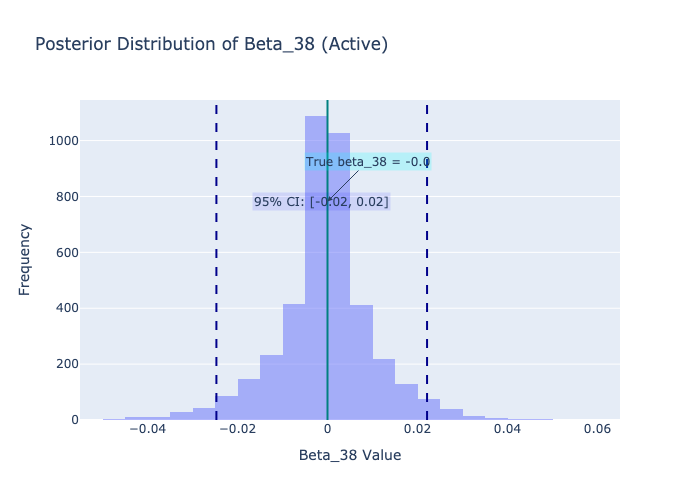 Posterior Distribution of Beta_38 (Active)
1000
800
600
400
200
0
Frequency
True beta_38 = -0.0
95% CI: [-0.02, 0.02]
−0.04
−0.02
0
0.02
0.04
0.06
Beta_38 Value